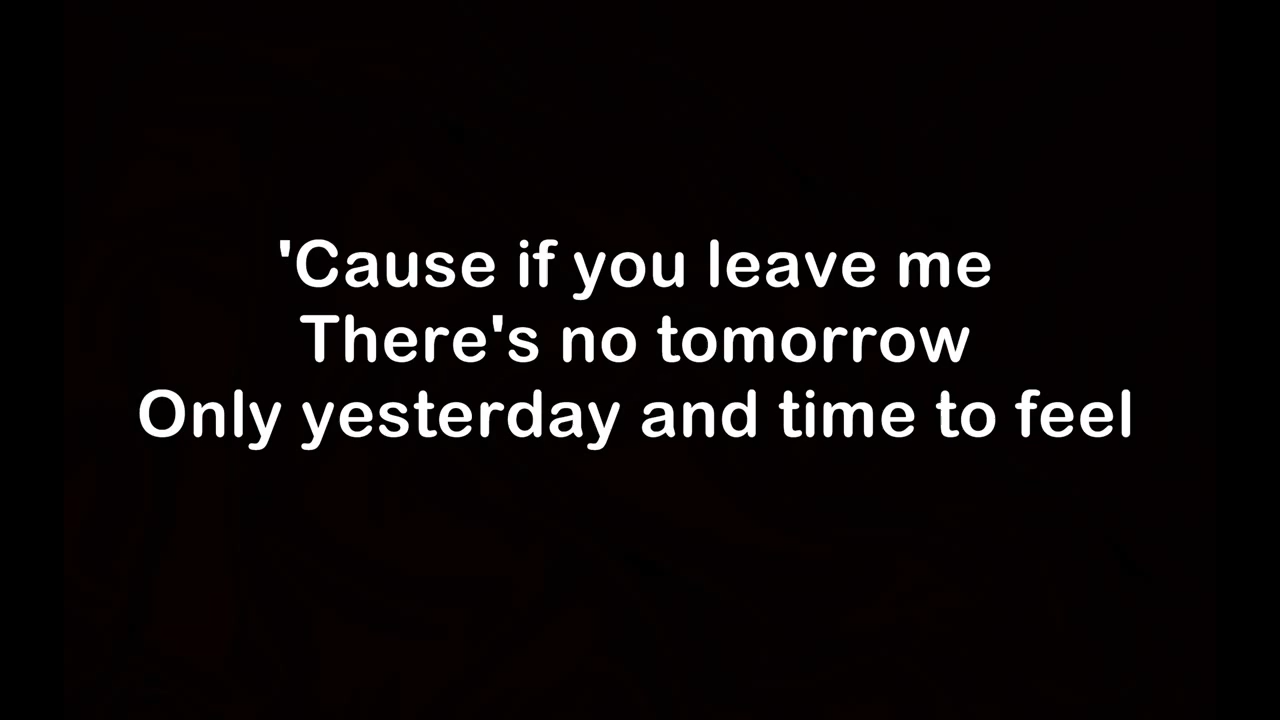 'Cause if you leave me
There's no tomorrow
Only yesterday and time to feel